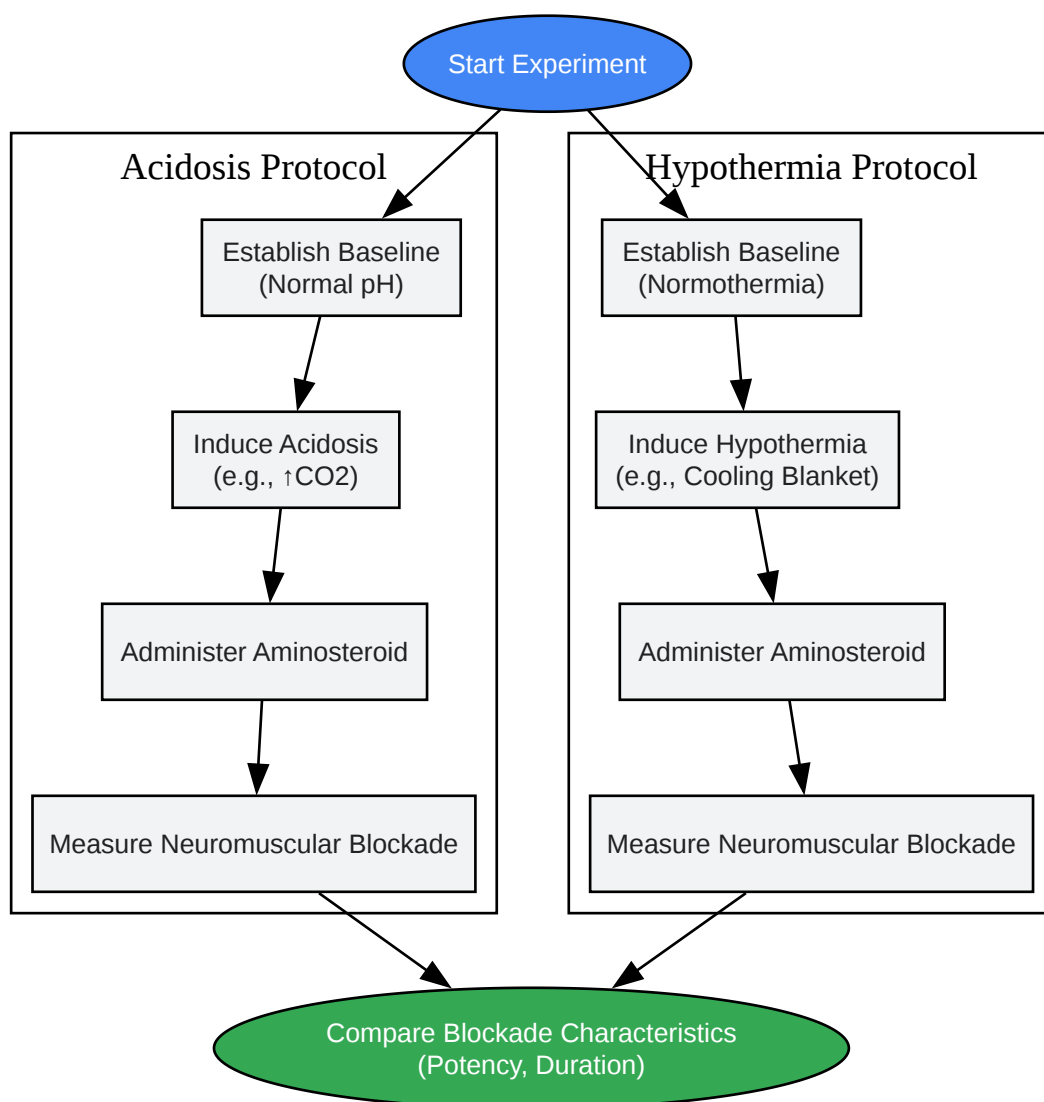 Start Experiment
Acidosis Protocol
Establish Baseline
(Normal pH)
Induce Acidosis
(e.g., ↑CO2)
Administer Aminosteroid
Measure Neuromuscular Blockade
Hypothermia Protocol
Establish Baseline
(Normothermia)
Induce Hypothermia
(e.g., Cooling Blanket)
Administer Aminosteroid
Measure Neuromuscular Blockade
Compare Blockade Characteristics
(Potency, Duration)